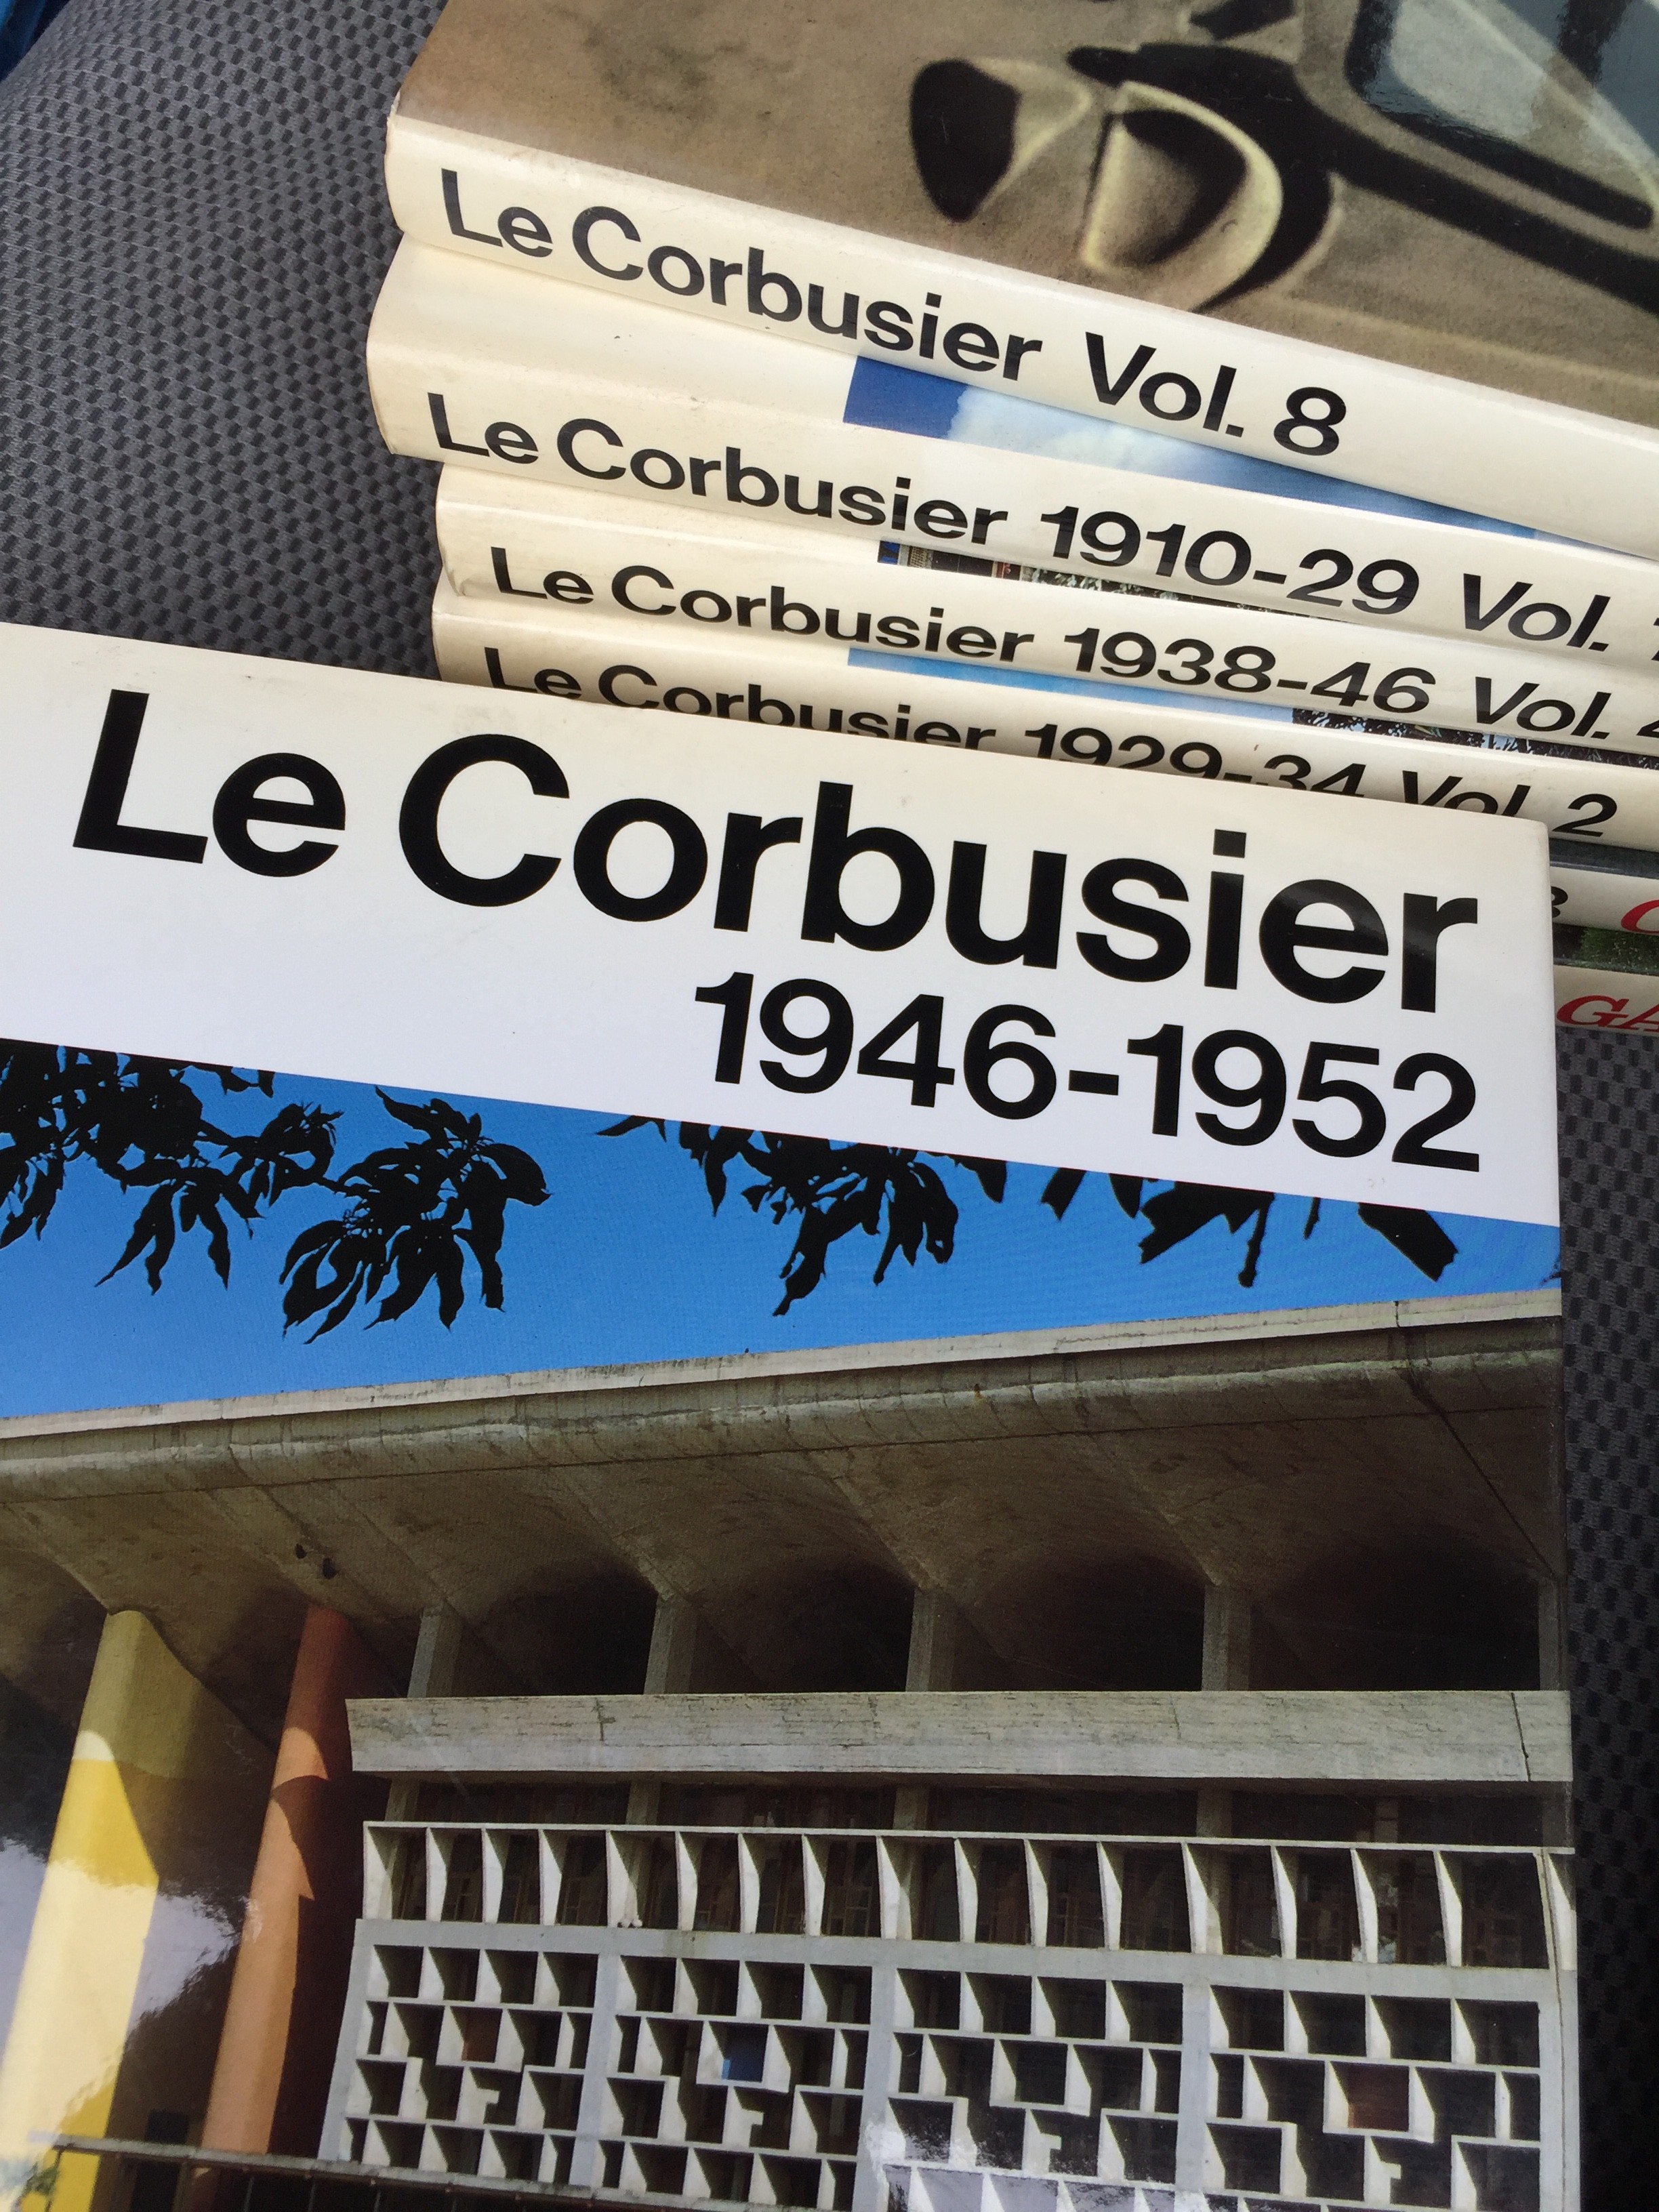 Le Corbusier Vol. 8
Le Corbusier 1910-29 Vol.
Le Corbusier 1938-46 Vol.
Le Corbusier 1929-34 Vol. 2
Le Corbusier
1946-1952
GA